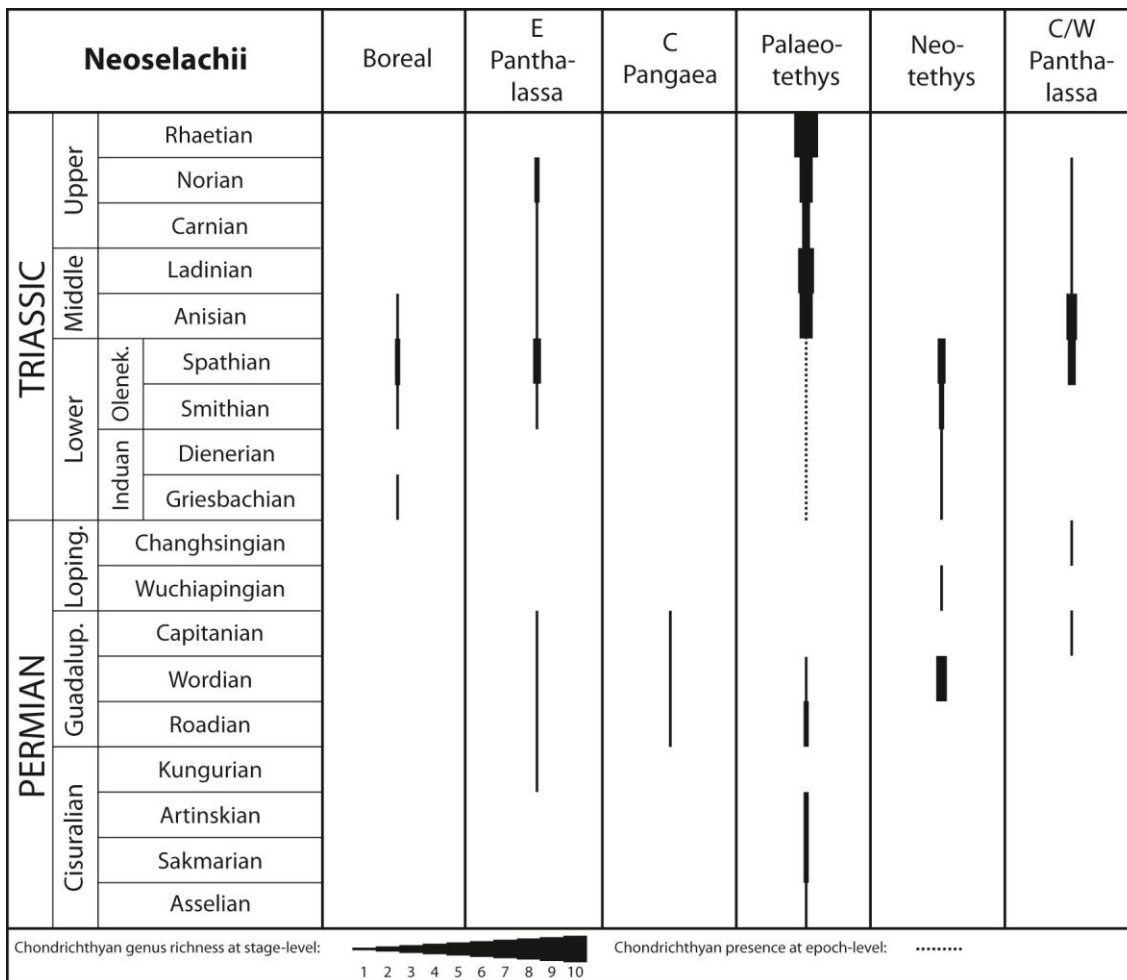 Neoselachii
Boreal
E
Pantha-
lassa
C
Pangaea
Palaeo-
tethys
Neo-
tethys
C/W
Pantha-
lassa
TRIASSIC
Upper
Rhaetian
Norian
Carnian
Middle
Ladinian
Anisian
Lower
Olenek.
Spathian
Smithian
Induan
Dienerian
Griesbachian
PERMIAN
Loping.
Changhsingian
Wuchiapingian
Guadalup.
Capitanian
Wordian
Roadian
Cisuralian
Kungurian
Artinskian
Sakmarian
Asselian
Chondrichthyan genus richness at stage-level:
1 2 3 4 5 6 7 8 9 10
Chondrichthyan presence at epoch-level: